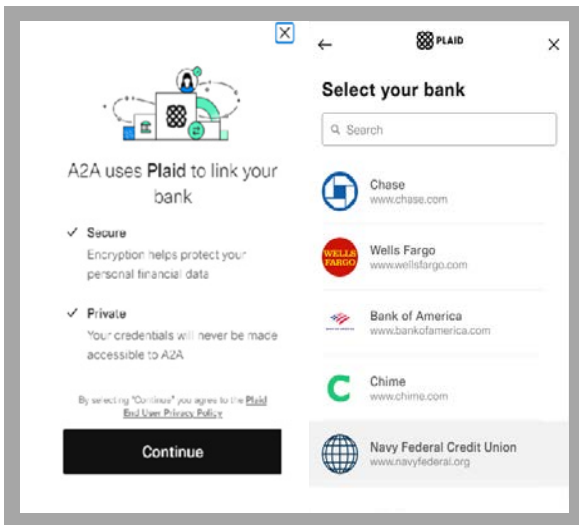 A2A uses Plaid to link your
bank
Secure
Encryption helps protect your
personal financial data
Private
Your credentials will never be made
accessible to A2A
By selecting "Continue" you agree to the Plaid
End User Privacy Policy
Continue
PLAID
Select your bank
Search
Chase
www.chase.com
WELLS
FARGO
Wells Fargo
www.wellsfargo.com
Bank of America
www.bankofamerica.com
Chime
www.chime.com
Navy Federal Credit Union
www.navyfederal.org